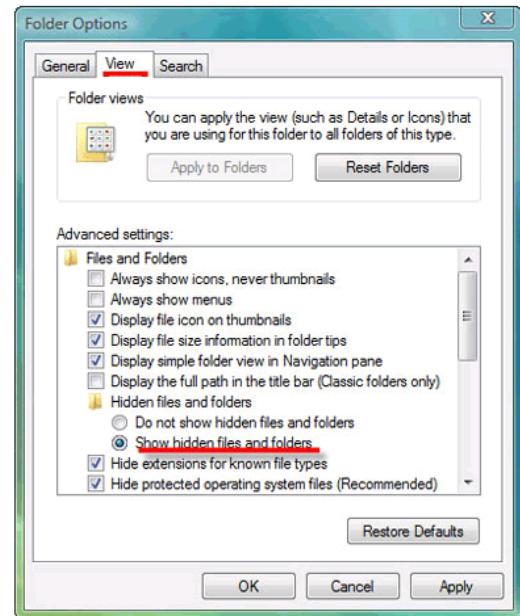 Folder Options
General View Search
Folder views
You can apply the view (such as Details or Icons) that
you are using for this folder to all folders of this type.
Apply to Folders Reset Folders
Advanced settings:
Files and Folders
Always show icons, never thumbnails
Always show menus
Display file icon on thumbnails
Display file size information in folder tips
Display simple folder view in Navigation pane
Display the full path in the title bar (Classic folders only)
Hidden files and folders
Do not show hidden files and folders
Show hidden files and folders
Hide extensions for known file types
Hide protected operating system files (Recommended)
Restore Defaults
OK Cancel Apply